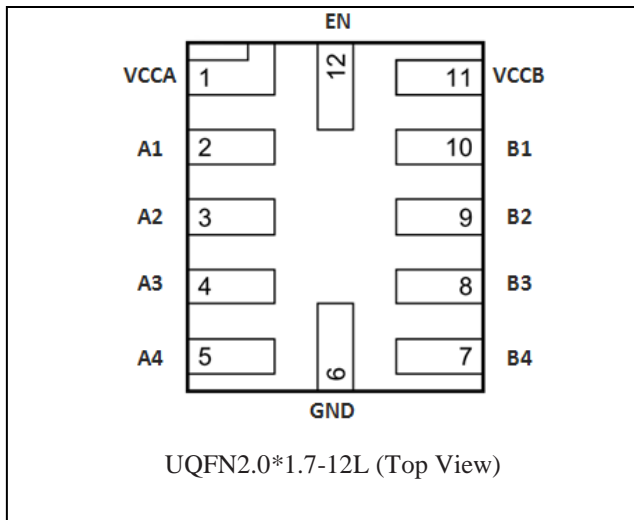 EN
VCCA 1 12 11 VCCB
A1 2 10 B1
A2 3 9 B2
A3 4 8 B3
A4 5 6 7 B4
GND
UQFN2.0*1.7-12L (Top View)